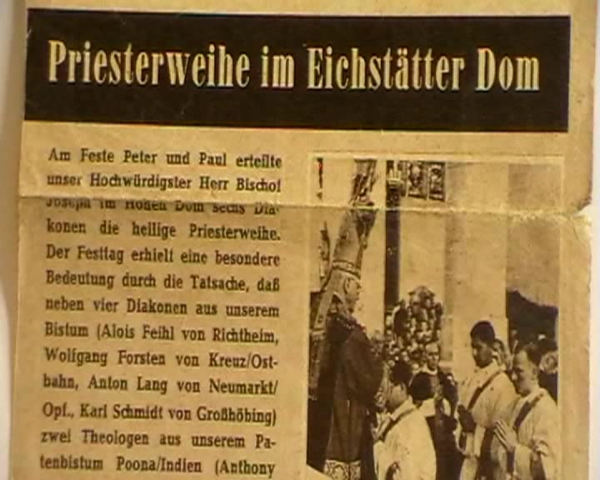 Priesterweihe im Eichstätter Dom
Am Feste Peter und Paul erteilte
unser Hochwürdigster Herr Bischof
Joseph im Hohen Dom sechs Dia-
konen die heilige Priesterweihe.
Der Festtag erhielt eine besondere
Bedeutung durch die Tatsache, daß
neben vier Diakonen aus unserem
Bistum (Alois Feihl von Richtheim,
Wolfgang Forsten von Kreuz/Ost-
bahn, Anton Lang von Neumarkt/
Opf., Karl Schmidt von Großhöbing)
zwei Theologen aus unserem Pa-
tenbistum Poona/Indien (Anthony